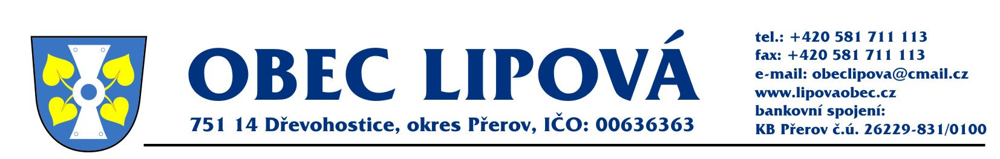 OBEC LIPOVÁ
751 14 Dřevohostice, okres Přerov, IČO: 00636363
tel.: +420 581 711 113
fax: +420 581 711 113
e-mail: obeclipova@cmail.cz
www.lipovaobec.cz
bankovní spojení:
KB Přerov č.ú. 26229-831/0100